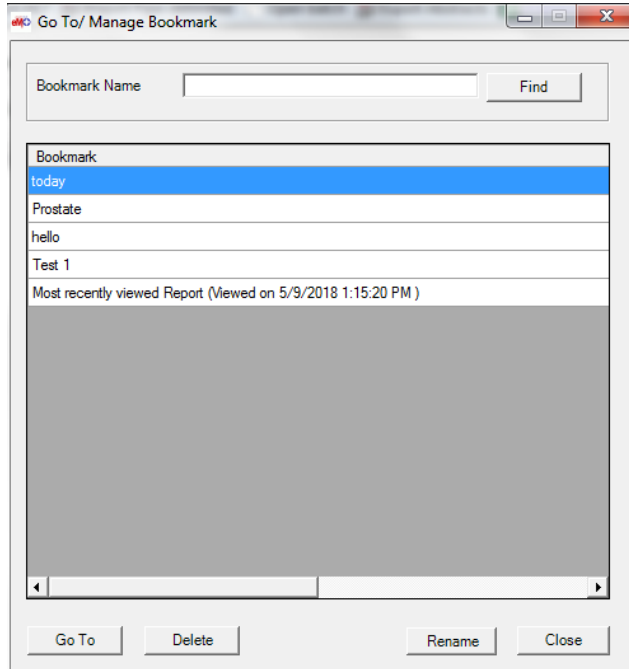 eMO Go To/ Manage Bookmark
Bookmark Name
Find
Bookmark
today
Prostate
hello
Test 1
Most recently viewed Report (Viewed on 5/9/2018 1:15:20 PM )
Go To
Delete
Rename
Close